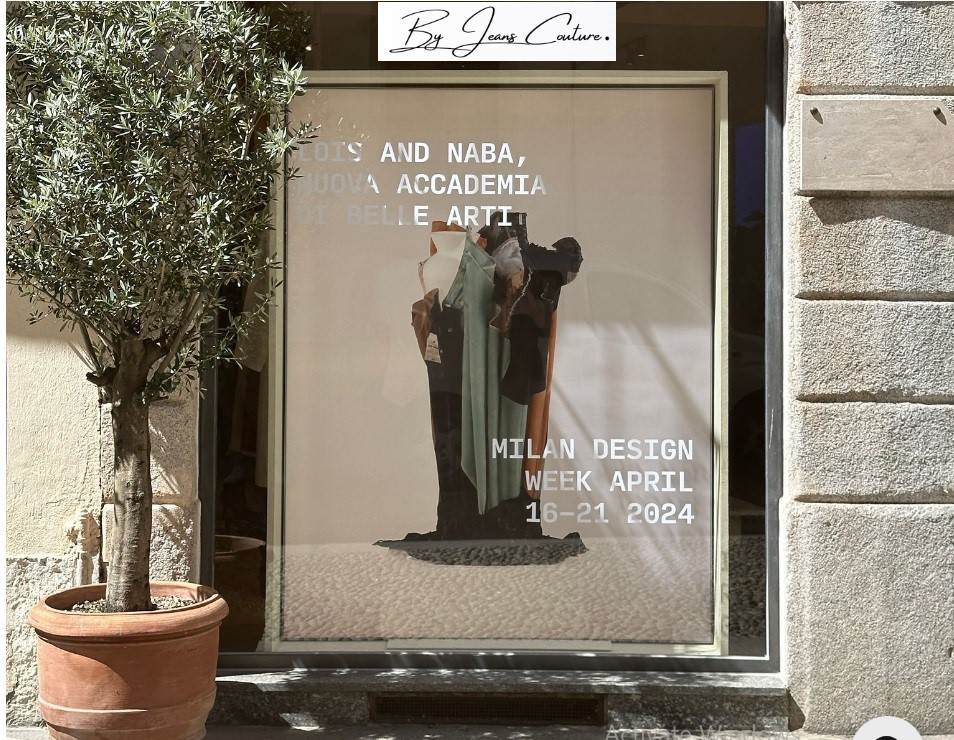 By Jeans Couture.
LOIS AND NABA,
NUOVA ACCADEMIA
DI BELLE ARTI
MILAN DESIGN
WEEK APRIL
16–21 2024